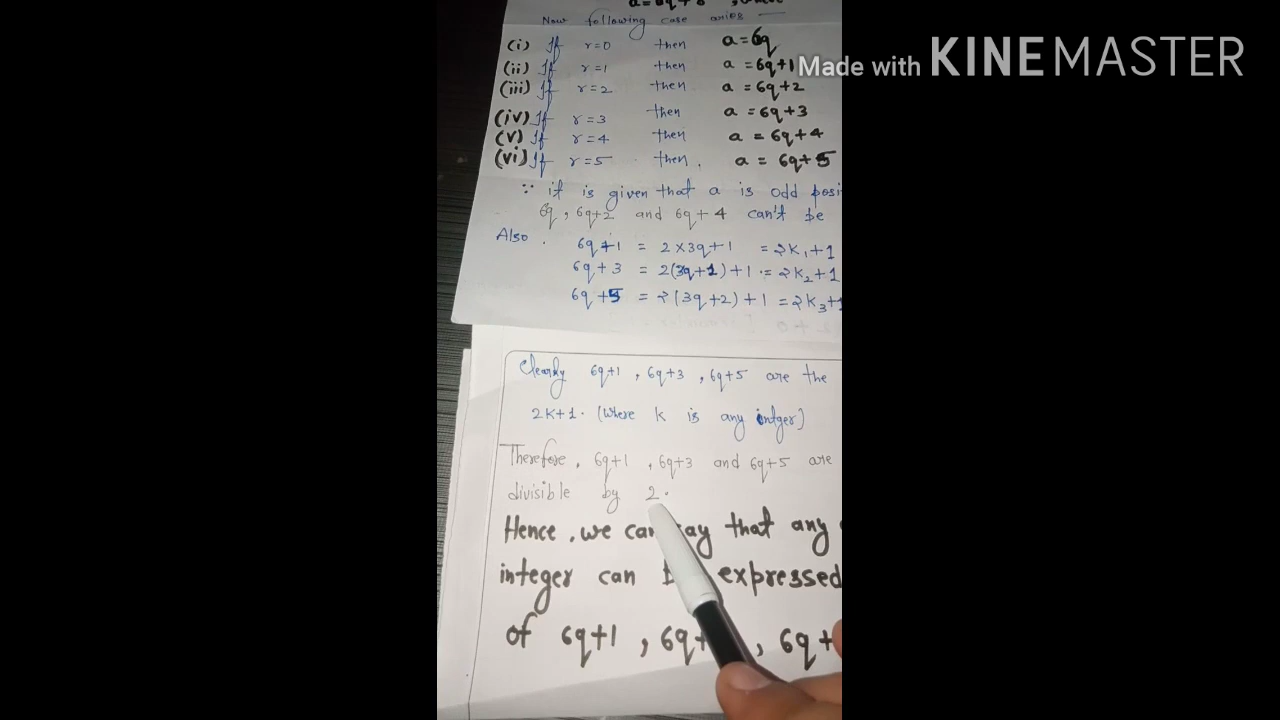 Now following case aries
(i) If r=0 then a=6q
(ii) If r=1 then a=6q+1
(iii) If r=2 then a=6q+2
(iv) If r=3 then a=6q+3
(v) If r=4 then a=6q+4
(vi) If r=5 then, a=6q+5
∵ it is given that a is odd posi
6q, 6q+2 and 6q+4 can't be
Also. 6q+1 = 2×3q+1 = 2K₁+1
6q+3 = 2(3q+1)+1 = 2K₂+1
6q+5 = 2(3q+2)+1 = 2K₃+1
Clearly 6q+1, 6q+3, 6q+5 are the
2K+1. (Where k is any intger)
Therefore, 6q+1, 6q+3 and 6q+5 are
divisible by 2.
Hence, we can say that any
integer can expressed
of 6q+1, 6q+, 6q+
Made with KINEMASTER